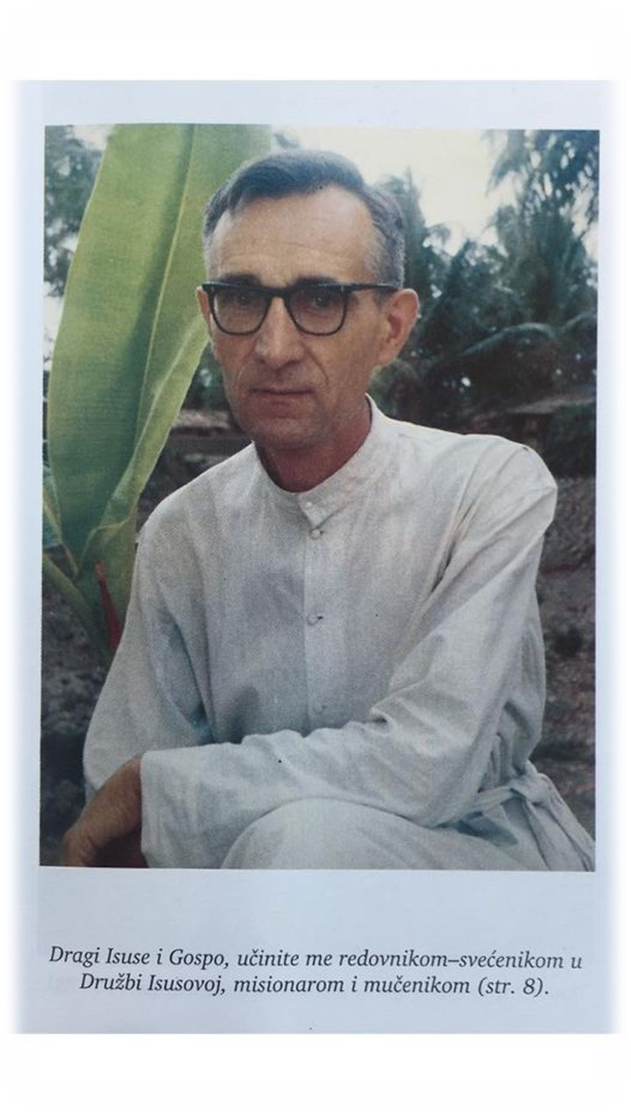 Dragi Isuse i Gospo, učinite me redovnikom–svećenikom u
Družbi Isusovoj, misionarom i mučenikom (str. 8).